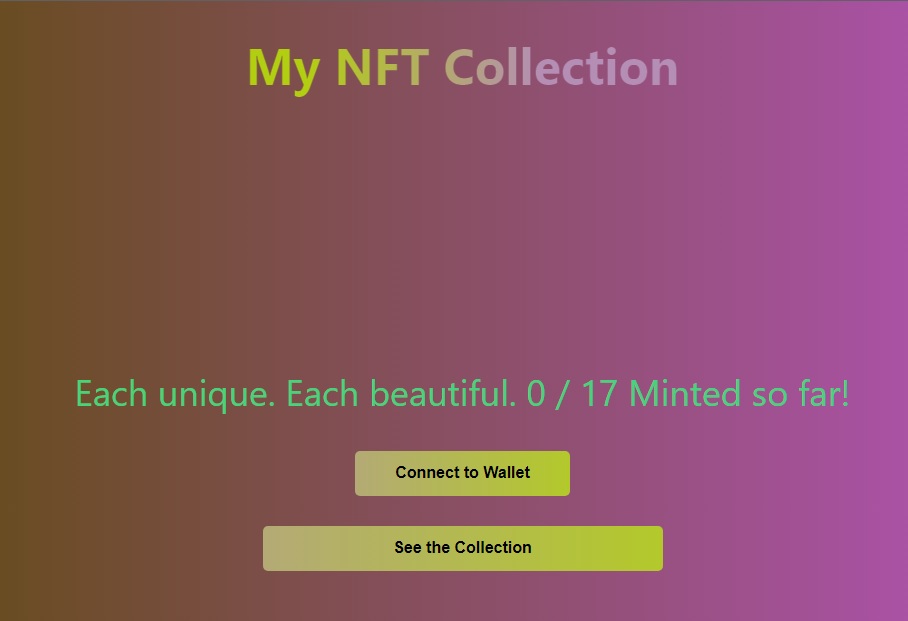 My NFT Collection
Each unique. Each beautiful. 0 / 17 Minted so far!
Connect to Wallet
See the Collection